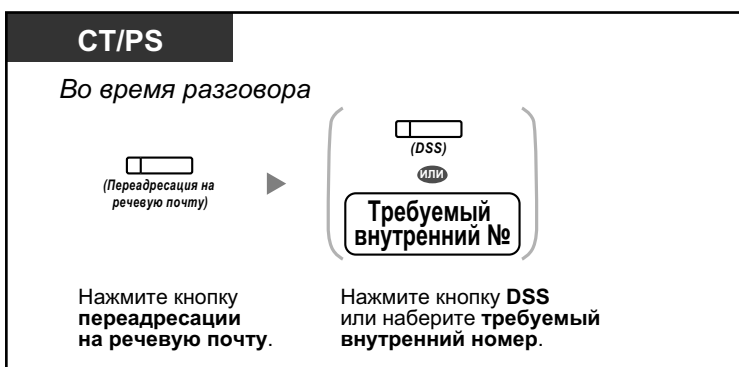 CT/PS
Во время разговора
(Переадресация на
речевую почту)
(DSS)
или
Требуемый
внутренний №
Нажмите кнопку
переадресации
на речевую почту.
Нажмите кнопку DSS
или наберите требуемый
внутренний номер.